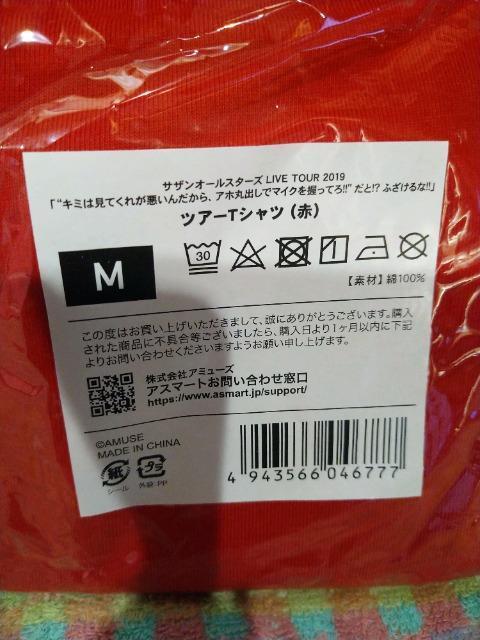 サザンオールスターズ LIVE TOUR 2019
「“キミは見てくれが悪いんだから、アホ丸出しでマイクを握ってろ!!”だと!? ふざけるな!!」
ツアーTシャツ（赤）
M
30
【素材】綿100%
この度はお買い上げいただきまして、誠にありがとうございます。購入
された商品に不具合等ございましたら、購入日より1ヶ月以内に下記
よりお問い合わせくださいますようお願い申し上げます。
株式会社アミューズ
アスマートお問い合わせ窓口
https://www.asmart.jp/support/
©AMUSE
MADE IN CHINA
紙
シール
プラ
外袋:PP
4 943566 046777